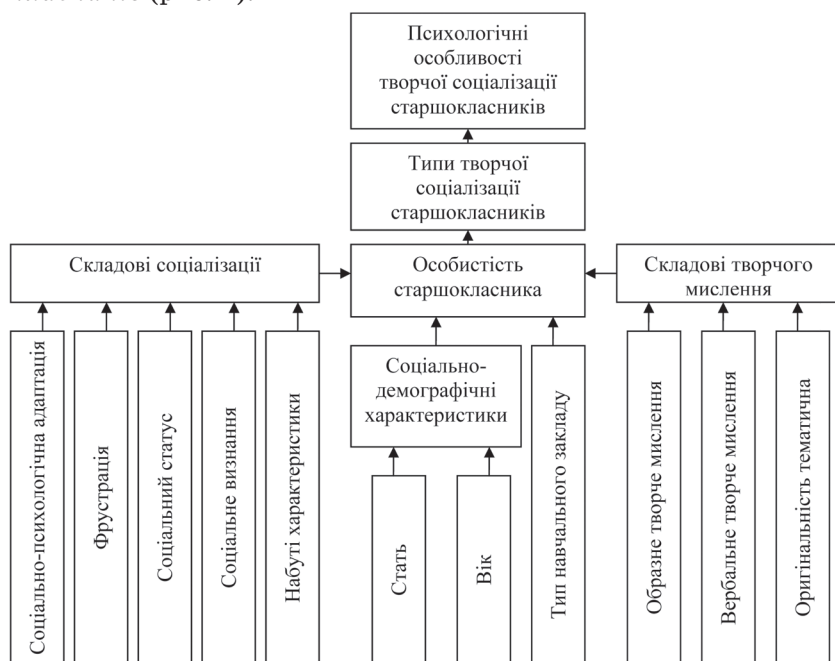 Психологічні
особливості
творчої соціалізації
старшокласників
Типи творчої
соціалізації
старшокласників
Складові соціалізації
Особистість
старшокласника
Складові творчого
мислення
Соціально-психологічна адаптація
Фрустрація
Соціальний статус
Соціальне визнання
Набуті характеристики
Соціально-
демографічні
характеристики
Стать
Вік
Тип навчального закладу
Образне творче мислення
Вербальне творче мислення
Оригінальність тематична